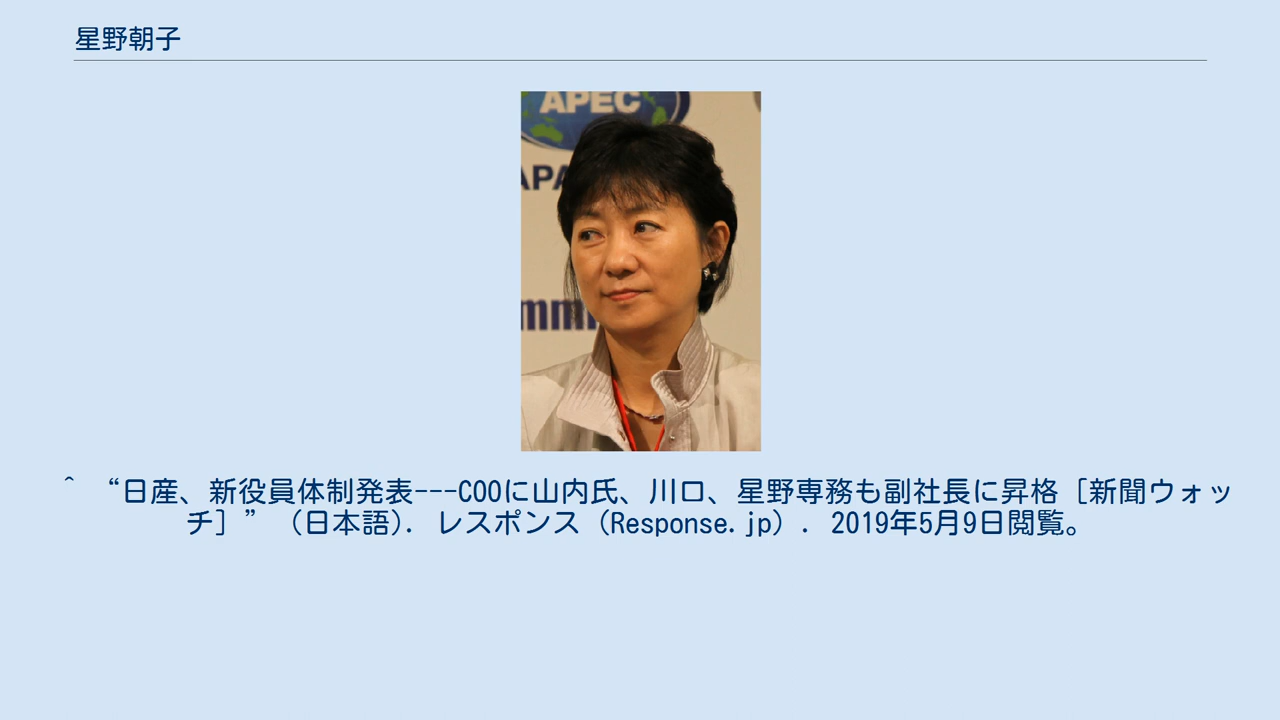 星野朝子
APEC
APA
mmi
^ “日産、新役員体制発表---COOに山内氏、川口、星野専務も副社長に昇格［新聞ウォッ
チ］” （日本語）. レスポンス（Response.jp）. 2019年5月9日閲覧。